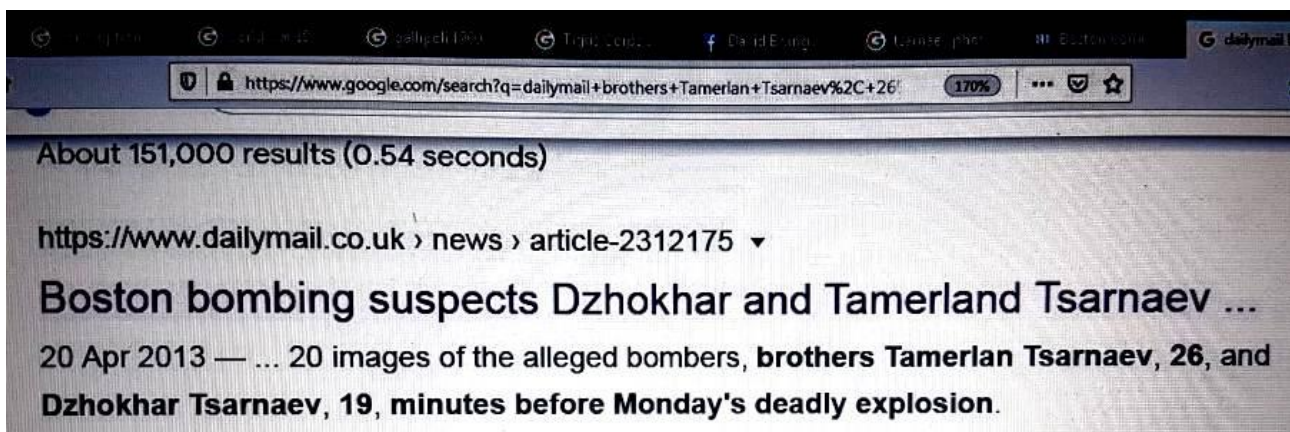 dailymail
https://www.google.com/search?q=dailymail+brothers+Tamerlan+Tsarnaev%2C+26 170%
About 151,000 results (0.54 seconds)
https://www.dailymail.co.uk › news › article-2312175
Boston bombing suspects Dzhokhar and Tamerland Tsarnaev ...
20 Apr 2013 — ... 20 images of the alleged bombers, brothers Tamerlan Tsarnaev, 26, and
Dzhokhar Tsarnaev, 19, minutes before Monday's deadly explosion.